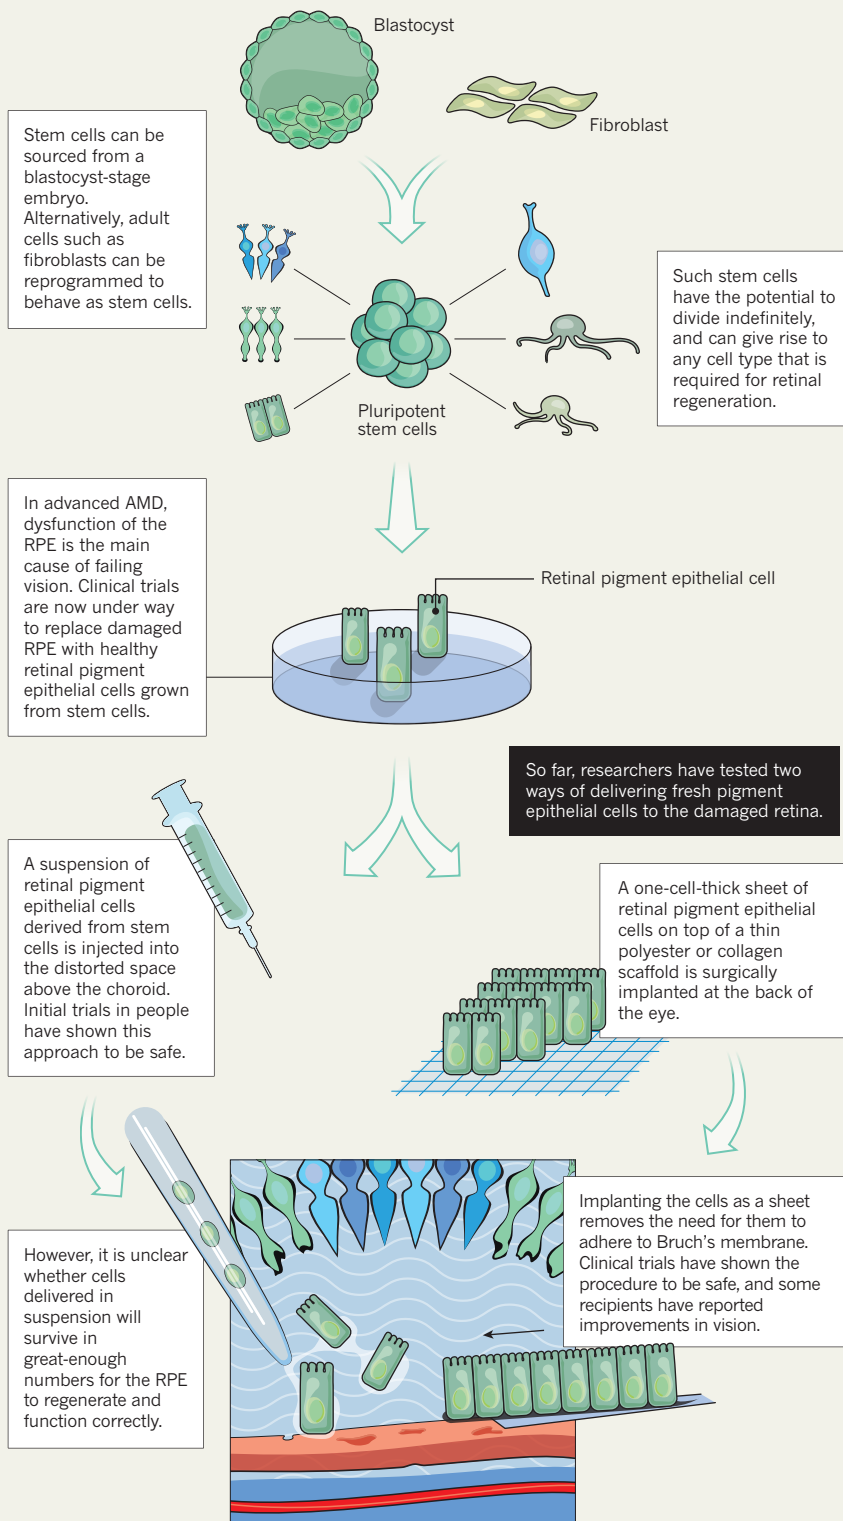 Blastocyst
Fibroblast
Stem cells can be
sourced from a
blastocyst-stage
embryo.
Alternatively, adult
cells such as
fibroblasts can be
reprogrammed to
behave as stem cells.
Such stem cells
have the potential to
divide indefinitely,
and can give rise to
any cell type that is
required for retinal
regeneration.
Pluripotent
stem cells
In advanced AMD,
dysfunction of the
RPE is the main
cause of failing
vision. Clinical trials
are now under way
to replace damaged
RPE with healthy
retinal pigment
epithelial cells grown
from stem cells.
Retinal pigment epithelial cell
So far, researchers have tested two
ways of delivering fresh pigment
epithelial cells to the damaged retina.
A suspension of
retinal pigment
epithelial cells
derived from stem
cells is injected into
the distorted space
above the choroid.
Initial trials in people
have shown this
approach to be safe.
A one-cell-thick sheet of
retinal pigment epithelial
cells on top of a thin
polyester or collagen
scaffold is surgically
implanted at the back of
the eye.
However, it is unclear
whether cells
delivered in
suspension will
survive in
great-enough
numbers for the RPE
to regenerate and
function correctly.
Implanting the cells as a sheet
removes the need for them to
adhere to Bruch’s membrane.
Clinical trials have shown the
procedure to be safe, and some
recipients have reported
improvements in vision.